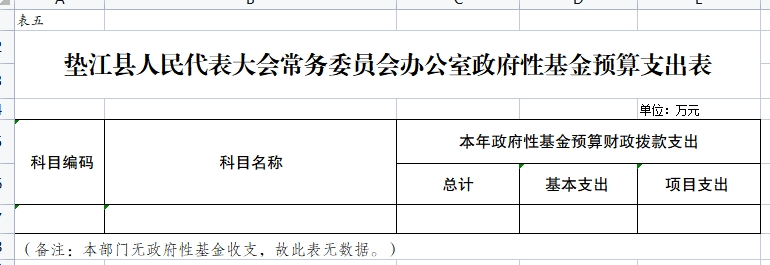 A B C D E
表五
垫江县人民代表大会常务委员会办公室政府性基金预算支出表
单位：万元
科目编码 科目名称 本年政府性基金预算财政拨款支出
总计 基本支出 项目支出
（备注：本部门无政府性基金收支，故此表无数据。）